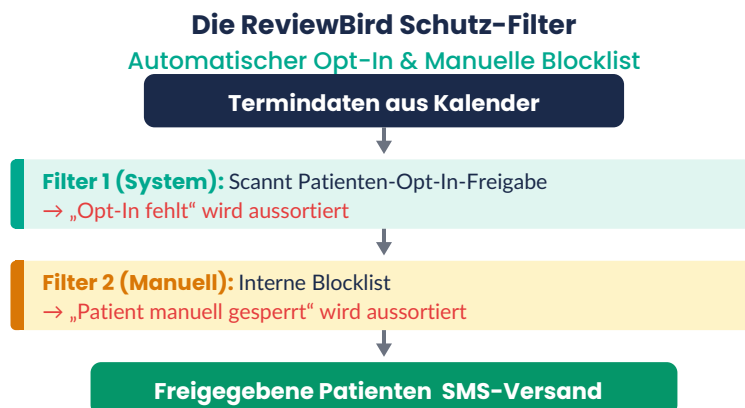 Die ReviewBird Schutz-Filter
Automatischer Opt-In & Manuelle Blocklist
Termindaten aus Kalender
Filter 1 (System): Scannt Patienten-Opt-In-Freigabe
→ „Opt-In fehlt“ wird aussortiert
Filter 2 (Manuell): Interne Blocklist
→ „Patient manuell gesperrt“ wird aussortiert
Freigegebene Patienten SMS-Versand